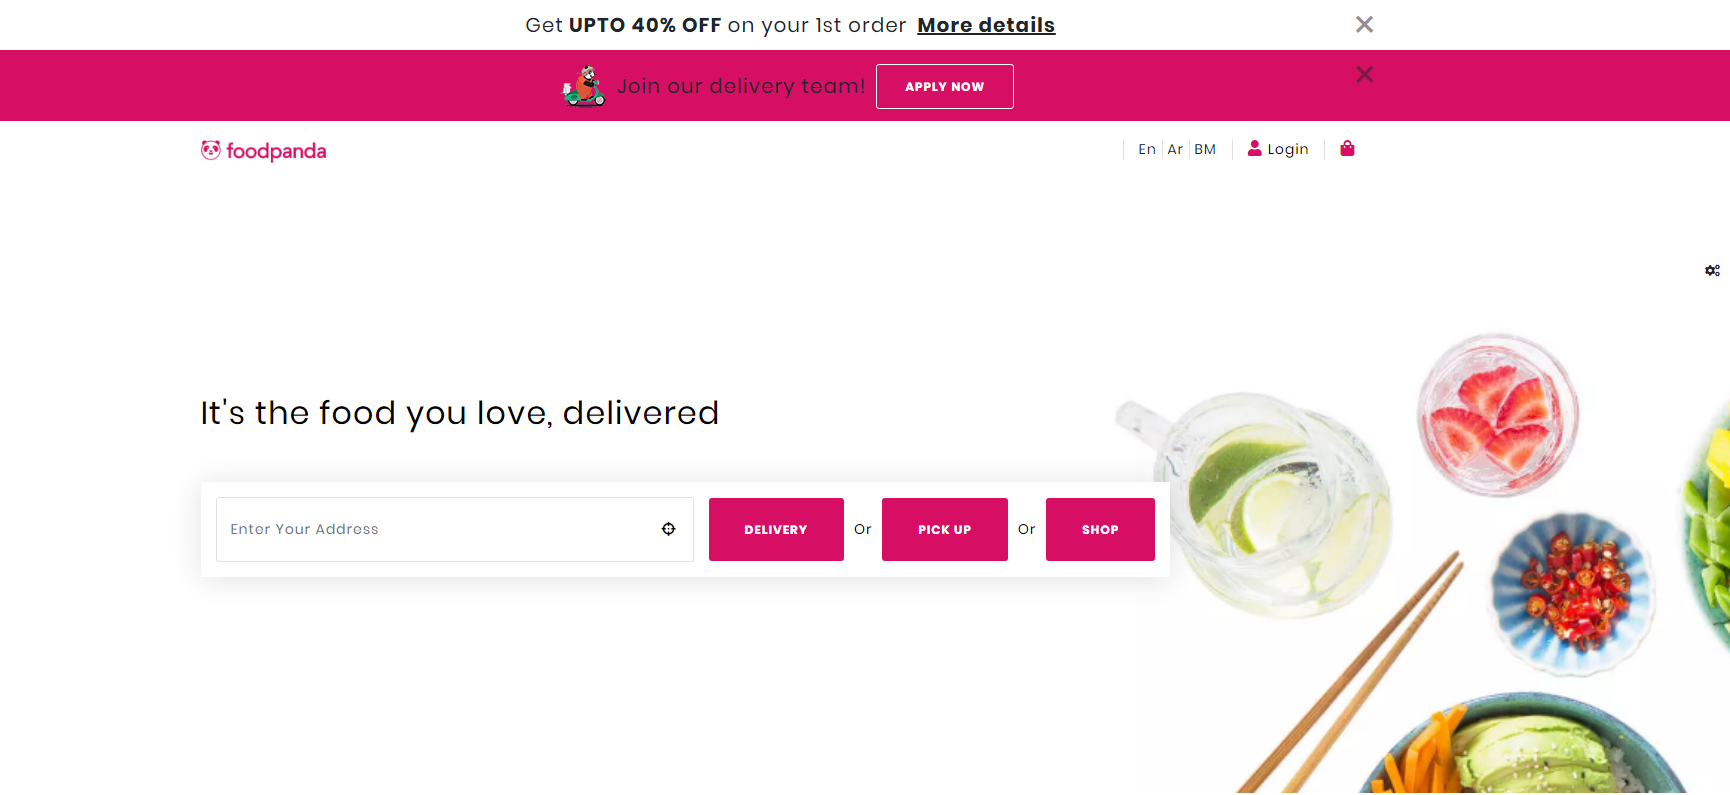 Get UPTO 40% OFF on your 1st order More details
Join our delivery team! APPLY NOW
foodpanda
En Ar BM Login
It's the food you love, delivered
Enter Your Address DELIVERY Or PICK UP Or SHOP